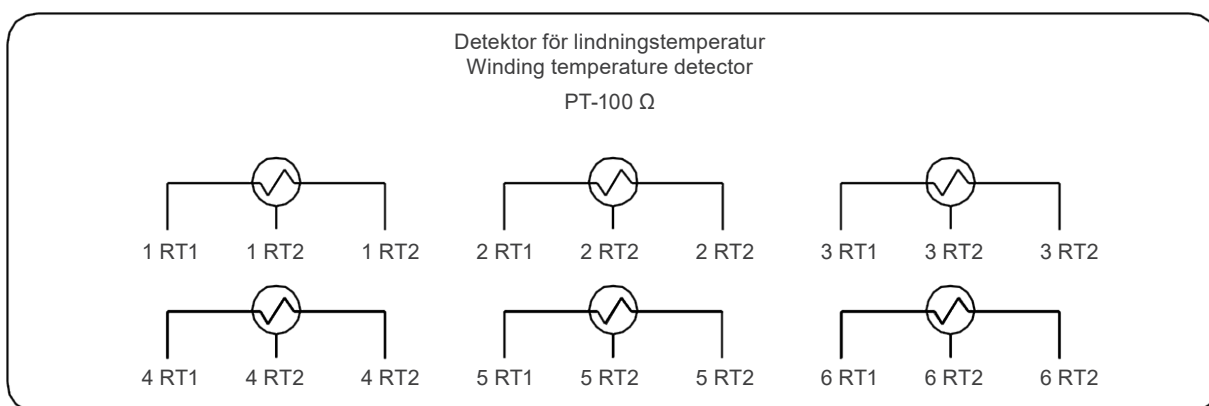 Detektor för lindningstemperatur
Winding temperature detector
PT-100 Ω
1 RT1 1 RT2 1 RT2 2 RT1 2 RT2 2 RT2 3 RT1 3 RT2 3 RT2
4 RT1 4 RT2 4 RT2 5 RT1 5 RT2 5 RT2 6 RT1 6 RT2 6 RT2